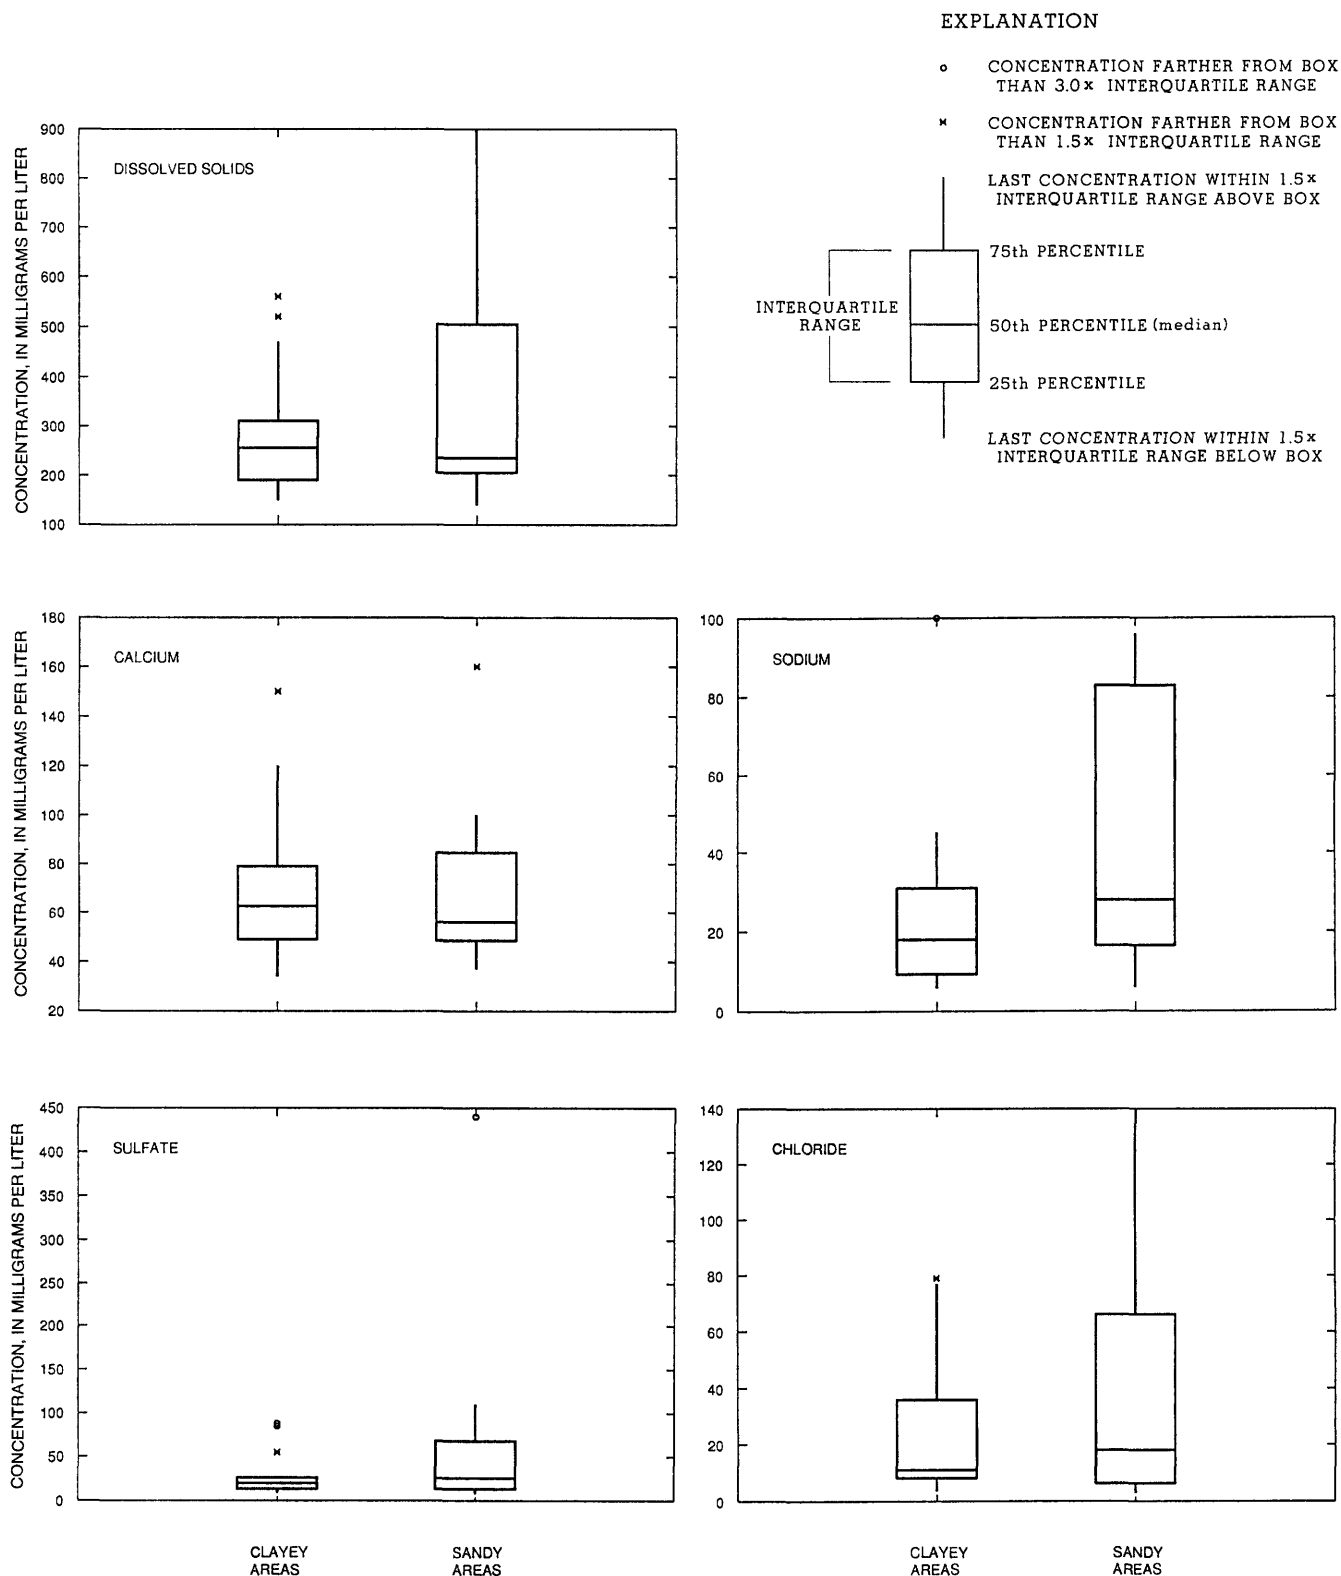 EXPLANATION
CONCENTRATION FARTHER FROM BOX
THAN 3.0x INTERQUARTILE RANGE
CONCENTRATION FARTHER FROM BOX
THAN 1.5x INTERQUARTILE RANGE
LAST CONCENTRATION WITHIN 1.5x
INTERQUARTILE RANGE ABOVE BOX
75th PERCENTILE
INTERQUARTILE
RANGE
50th PERCENTILE (median)
25th PERCENTILE
LAST CONCENTRATION WITHIN 1.5x
INTERQUARTILE RANGE BELOW BOX
CONCENTRATION, IN MILLIGRAMS PER LITER
DISSOLVED SOLIDS
900
800
700
600
500
400
300
200
100
CONCENTRATION, IN MILLIGRAMS PER LITER
CALCIUM
180
160
140
120
100
80
60
40
20
SODIUM
100
80
60
40
20
0
CONCENTRATION, IN MILLIGRAMS PER LITER
SULFATE
450
400
350
300
250
200
150
100
50
0
CLAYEY
AREAS
SANDY
AREAS
CHLORIDE
140
120
100
80
60
40
20
0
CLAYEY
AREAS
SANDY
AREAS